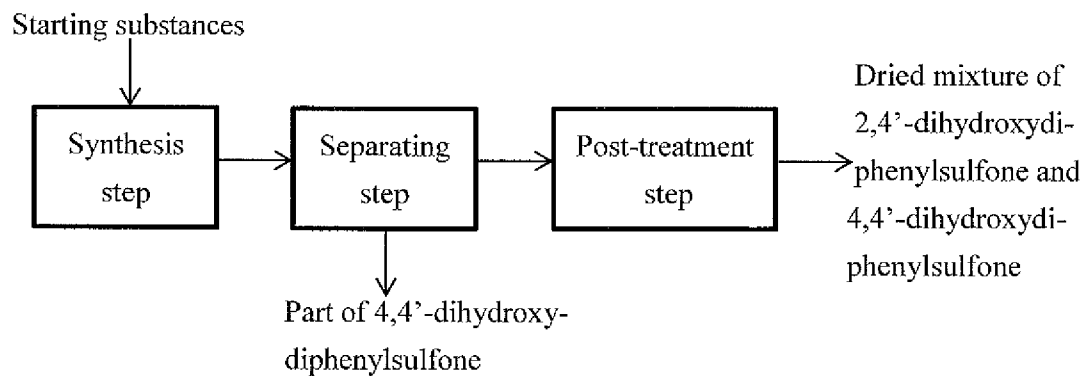 Starting substances
Synthesis
step
Separating
step
Post-treatment
step
Dried mixture of
2,4’-dihydroxydi-
phenylsulfone and
4,4’-dihydroxydi-
phenylsulfone
Part of 4,4’-dihydroxy-
diphenylsulfone